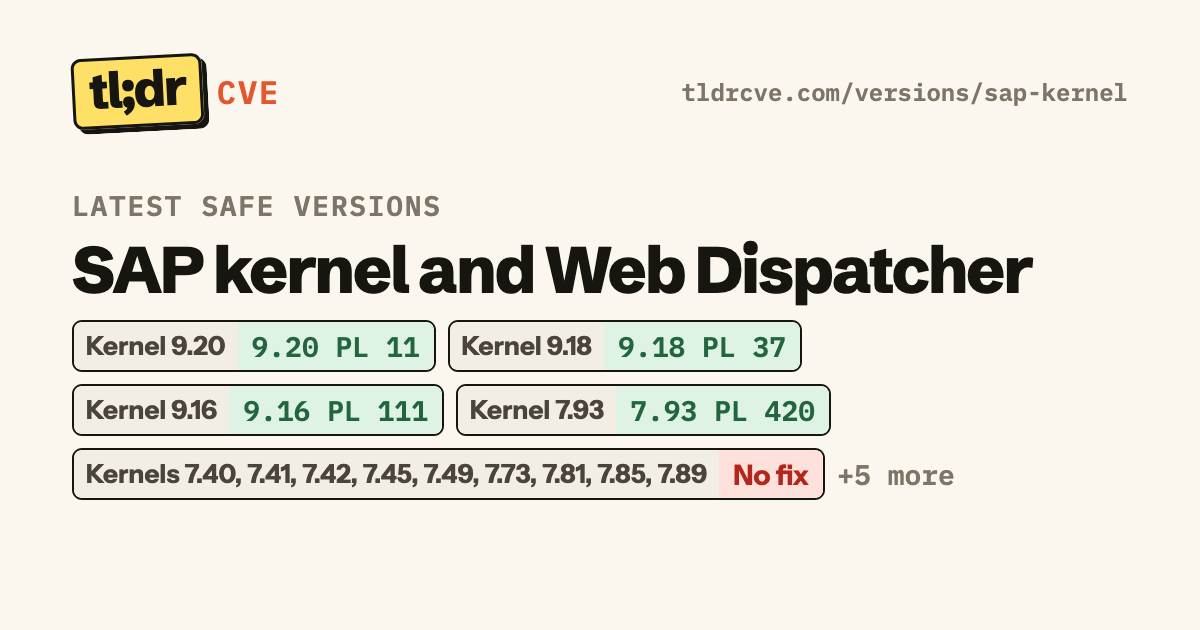 tl;dr CVE
tldrcve.com/versions/sap-kernel
LATEST SAFE VERSIONS
SAP kernel and Web Dispatcher
Kernel 9.20 9.20 PL 11 Kernel 9.18 9.18 PL 37
Kernel 9.16 9.16 PL 111 Kernel 7.93 7.93 PL 420
Kernels 7.40, 7.41, 7.42, 7.45, 7.49, 7.73, 7.81, 7.85, 7.89 No fix +5 more